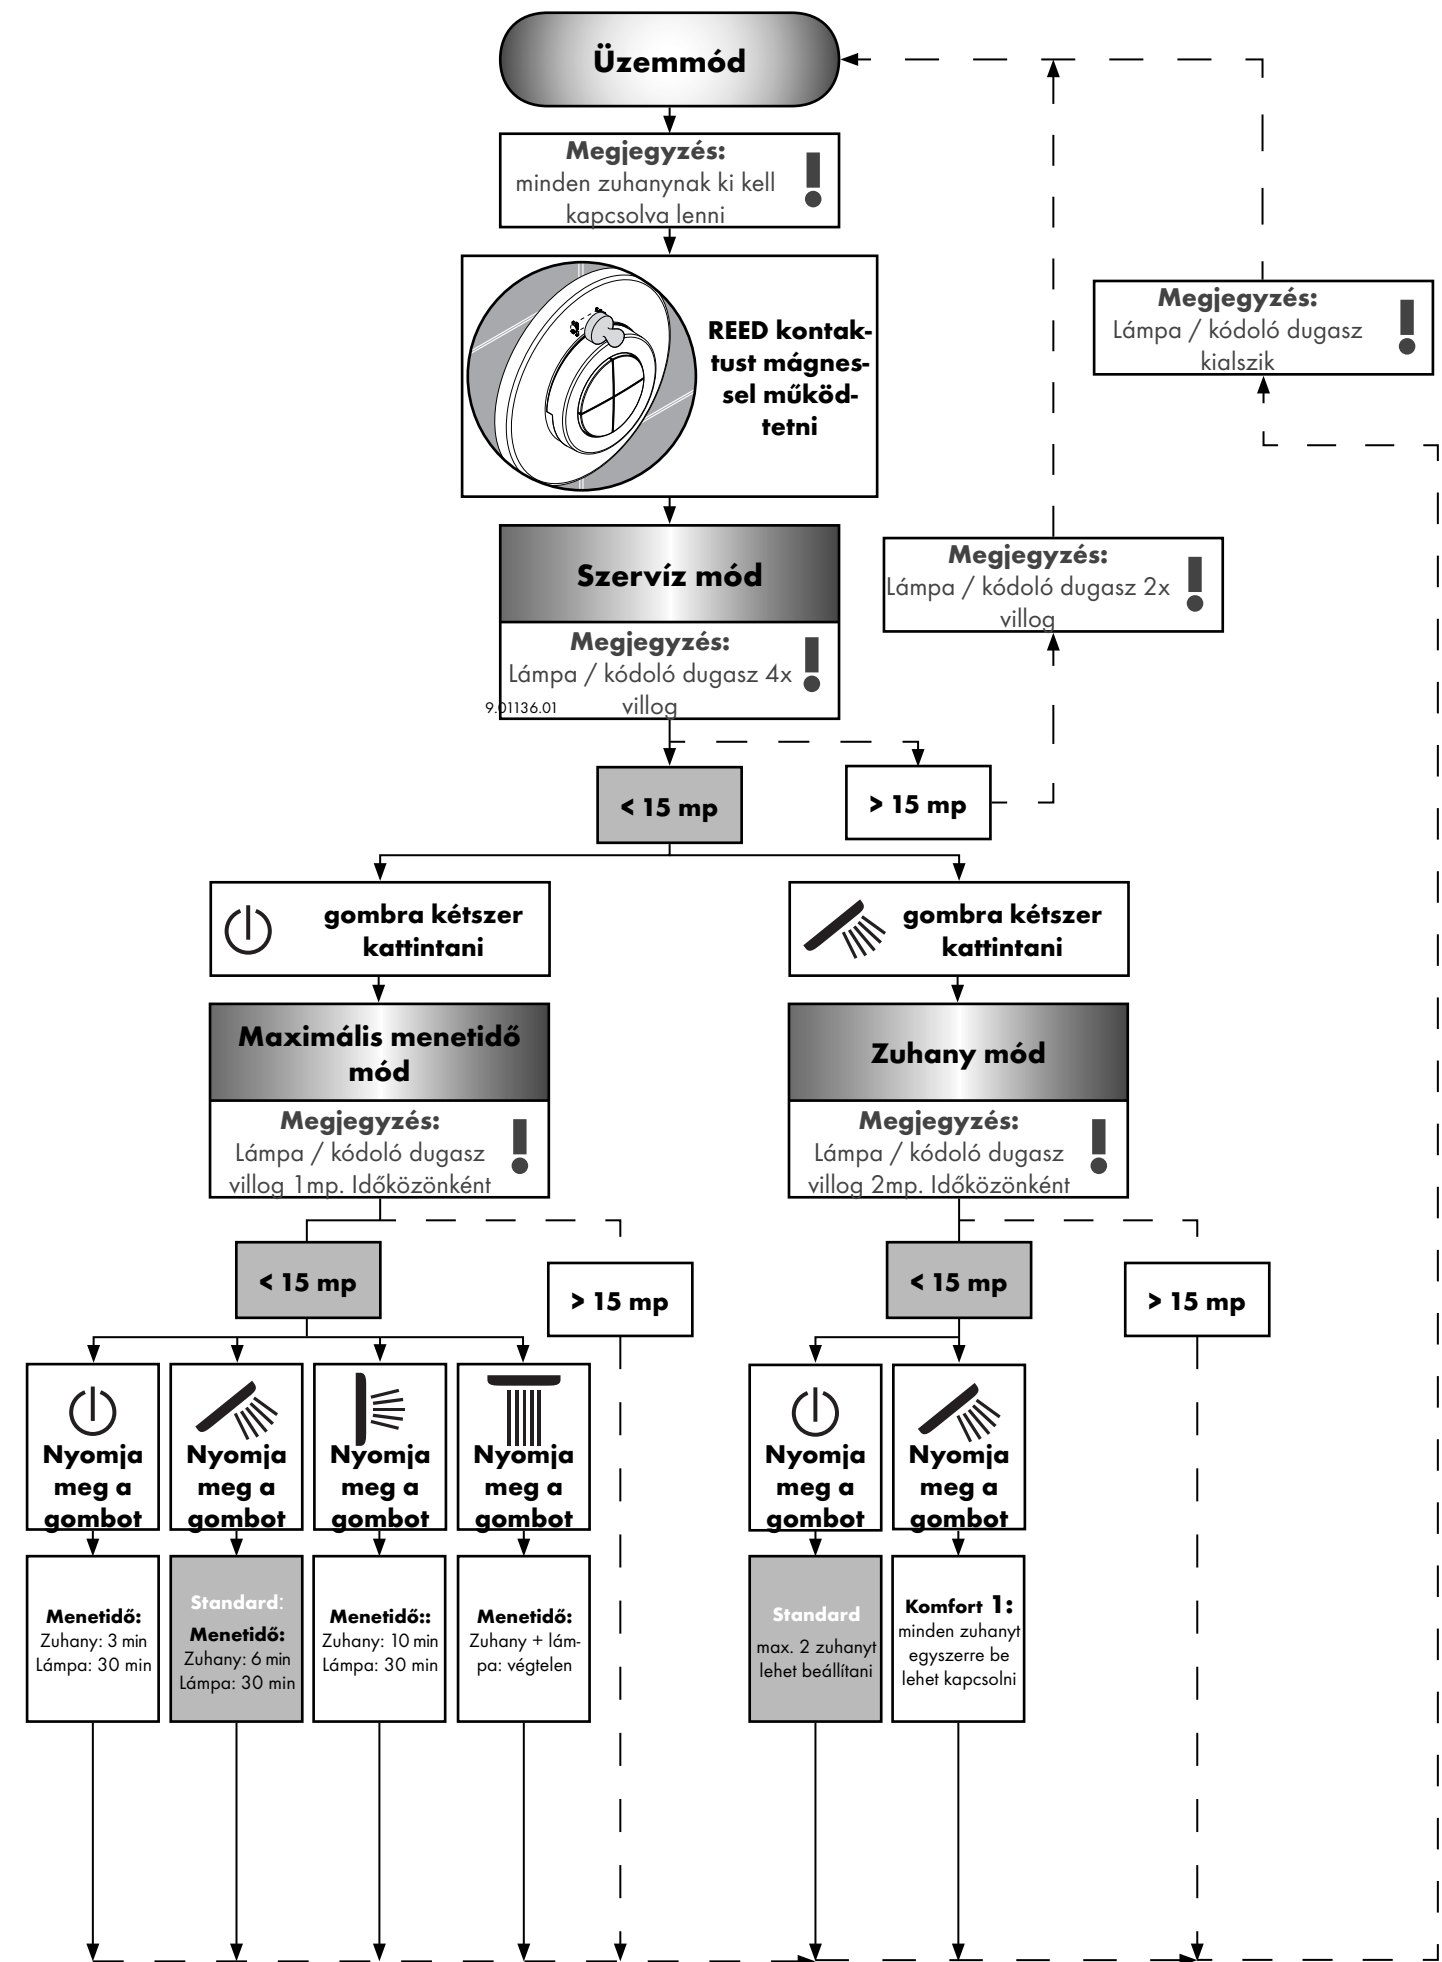 Üzemmód
Megjegyzés:
minden zuhanynak ki kell
kapcsolva lenni
REED kontak-
tust mágnes-
sel működ-
tetni
Megjegyzés:
Lámpa / kódoló dugasz
kialszik
Szervíz mód
Megjegyzés:
Lámpa / kódoló dugasz 2x
villog
Megjegyzés:
Lámpa / kódoló dugasz 4x
villog
9.01136.01
< 15 mp
> 15 mp
gombra kétszer
kattintani
gombra kétszer
kattintani
Maximális menetidő
mód
Megjegyzés:
Lámpa / kódoló dugasz
villog 1mp. Időközönként
Zuhany mód
Megjegyzés:
Lámpa / kódoló dugasz
villog 2mp. Időközönként
< 15 mp
> 15 mp
< 15 mp
> 15 mp
Nyomja
meg a
gombot
Nyomja
meg a
gombot
Nyomja
meg a
gombot
Nyomja
meg a
gombot
Nyomja
meg a
gombot
Nyomja
meg a
gombot
Menetidő:
Zuhany: 3 min
Lámpa: 30 min
Standard:
Menetidő:
Zuhany: 6 min
Lámpa: 30 min
Menetidő::
Zuhany: 10 min
Lámpa: 30 min
Menetidő:
Zuhany + lám-
pa: végtelen
Standard
max. 2 zuhanyt
lehet beállítani
Komfort 1:
minden zuhanyt
egyszerre be
lehet kapcsolni